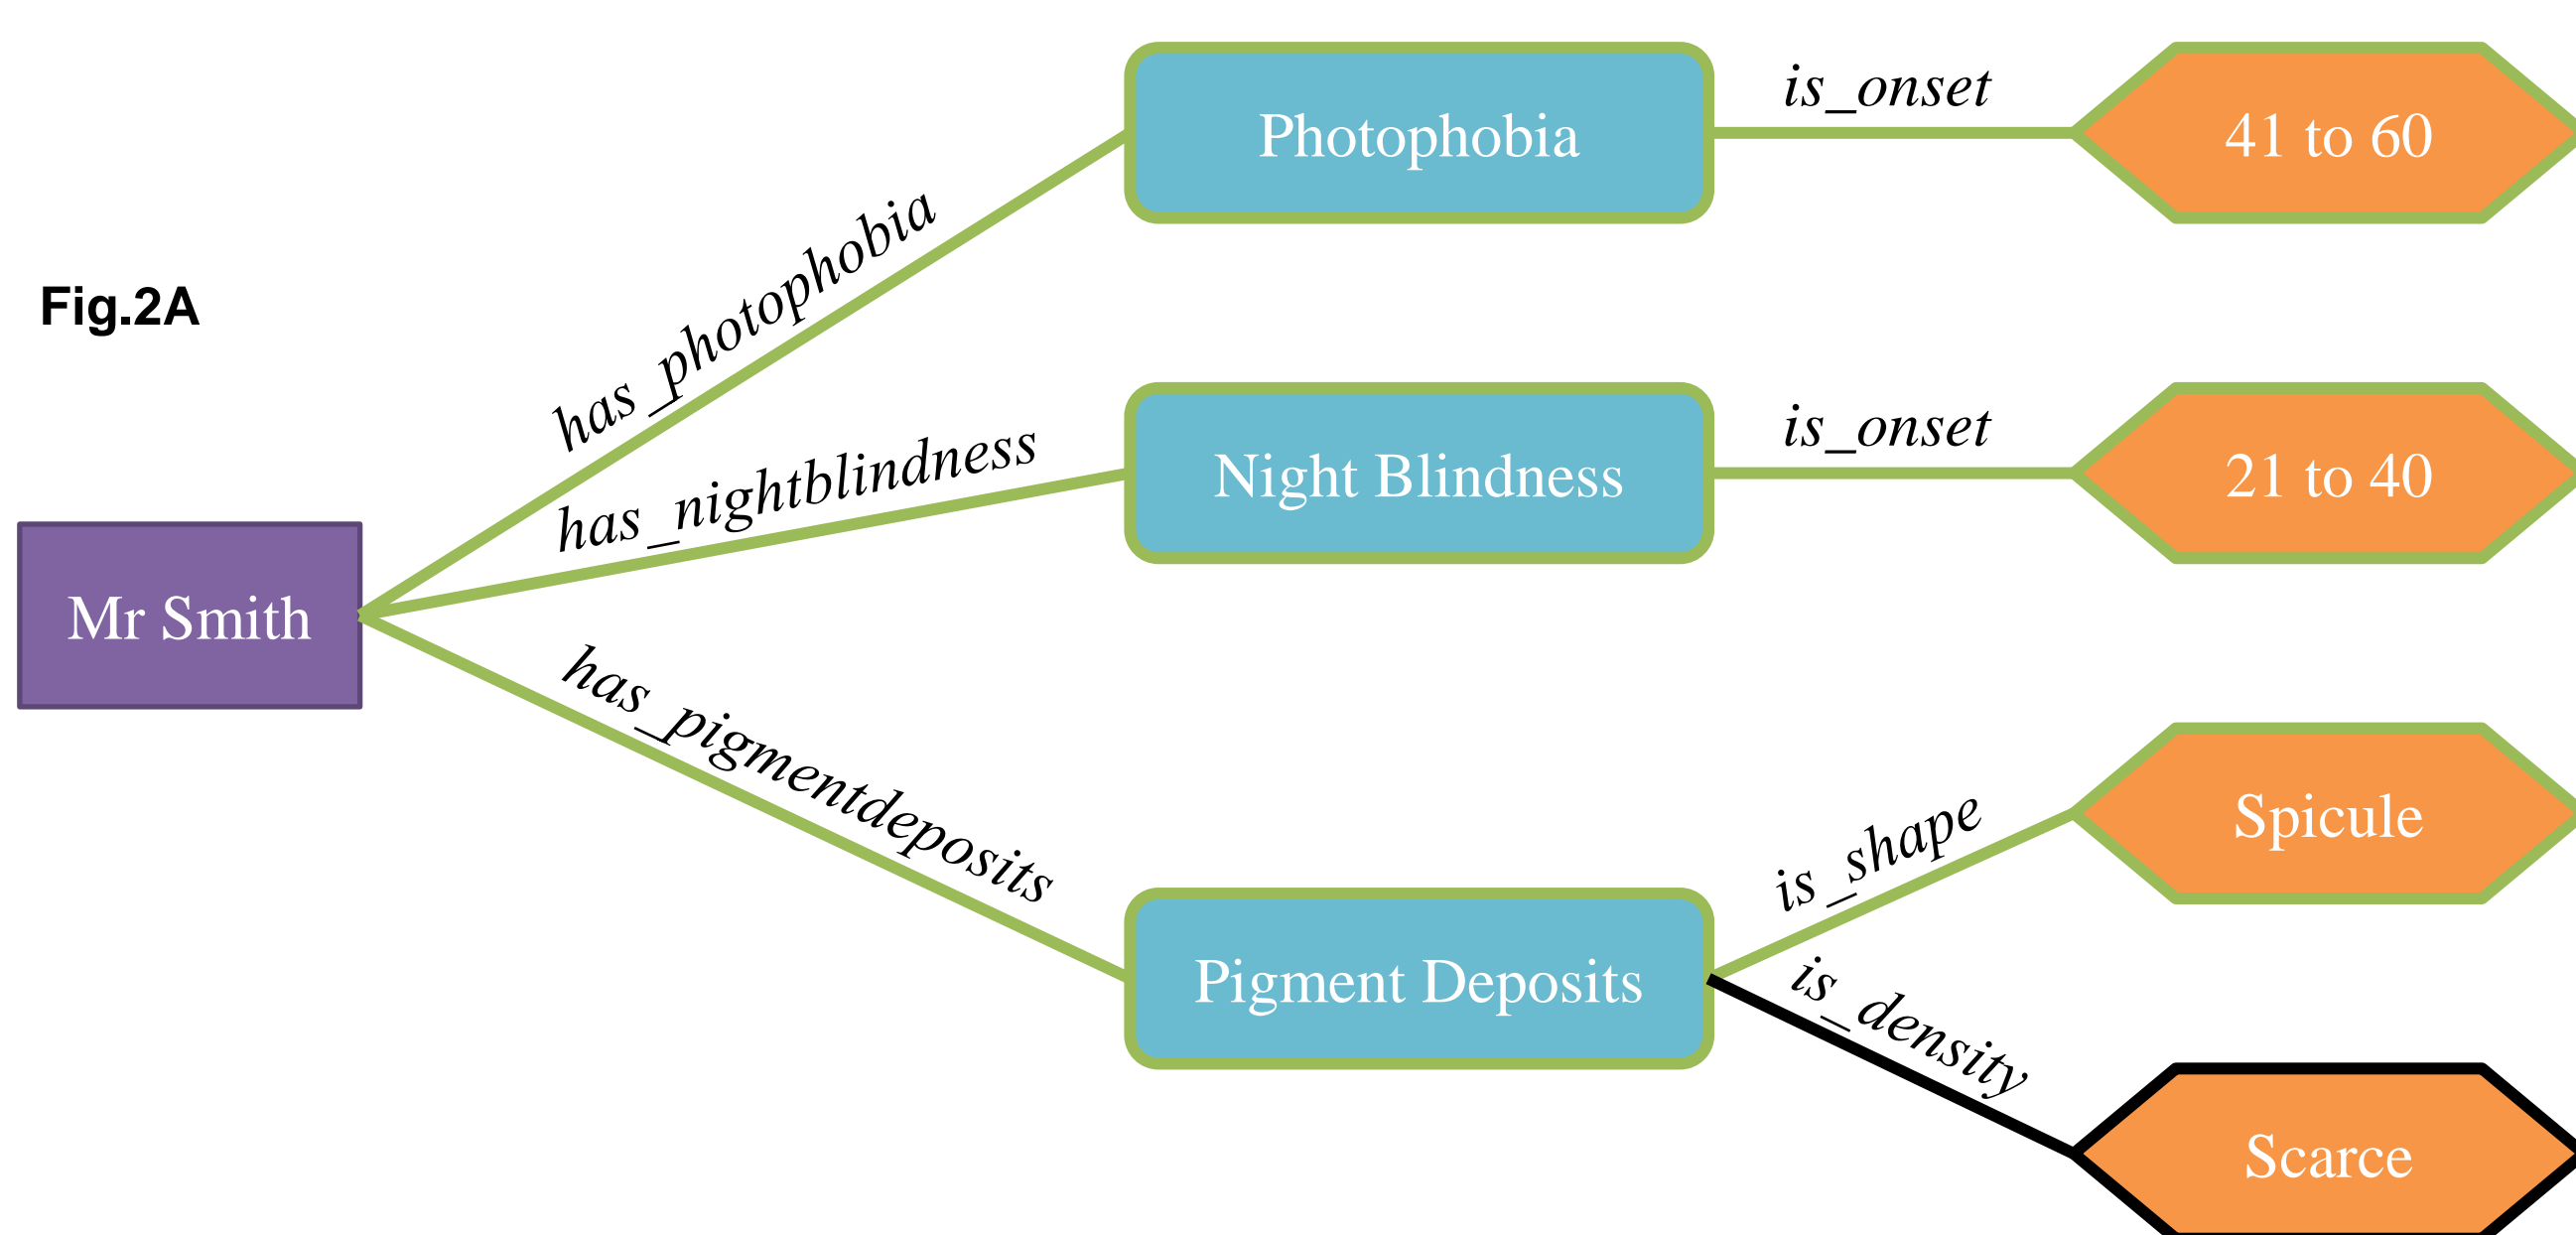 Fig.2A
Mr Smith
has_photophobia
Photophobia
is_onset
41 to 60
has_nightblindness
Night Blindness
is_onset
21 to 40
has_pigmentdeposits
Pigment Deposits
is_shape
Spicule
is_density
Scarce